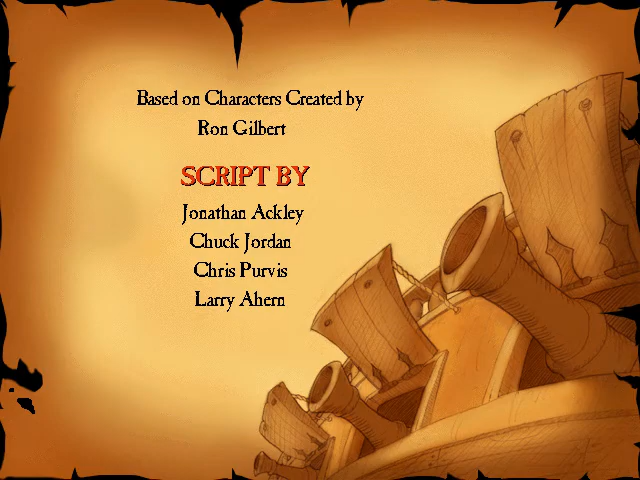 Based on Characters Created by
Ron Gilbert
SCRIPT BY
Jonathan Ackley
Chuck Jordan
Chris Purvis
Larry Ahern